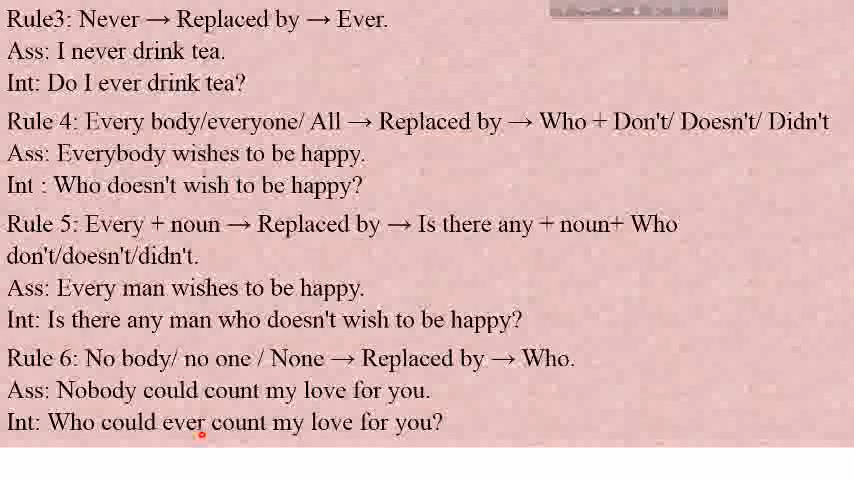 Rule3: Never → Replaced by → Ever.
Ass: I never drink tea.
Int: Do I ever drink tea?
Rule 4: Every body/everyone/ All → Replaced by → Who + Don't/ Doesn't/ Didn't
Ass: Everybody wishes to be happy.
Int : Who doesn't wish to be happy?
Rule 5: Every + noun → Replaced by → Is there any + noun+ Who
don't/doesn't/didn't.
Ass: Every man wishes to be happy.
Int: Is there any man who doesn't wish to be happy?
Rule 6: No body/ no one / None → Replaced by → Who.
Ass: Nobody could count my love for you.
Int: Who could ever count my love for you?